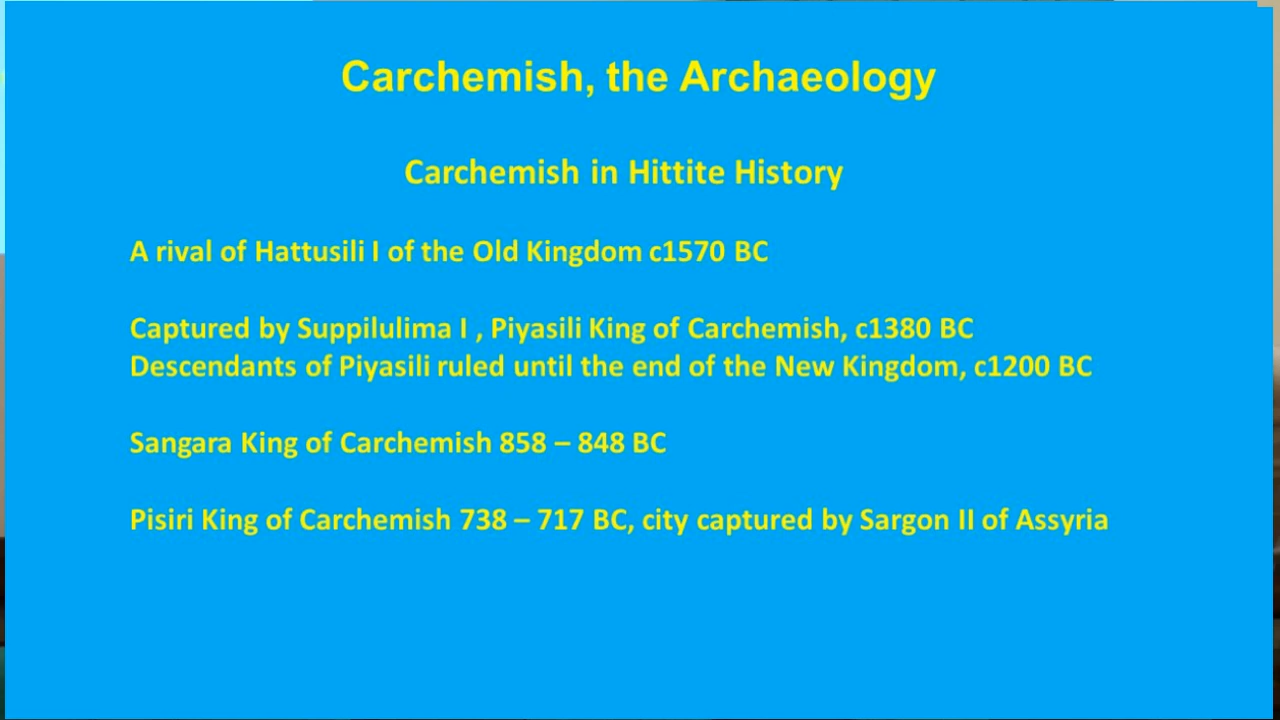 Carchemish, the Archaeology
Carchemish in Hittite History
A rival of Hattusili I of the Old Kingdom c1570 BC
Captured by Suppilulima I , Piyasili King of Carchemish, c1380 BC
Descendants of Piyasili ruled until the end of the New Kingdom, c1200 BC
Sangara King of Carchemish 858 – 848 BC
Pisiri King of Carchemish 738 – 717 BC, city captured by Sargon II of Assyria